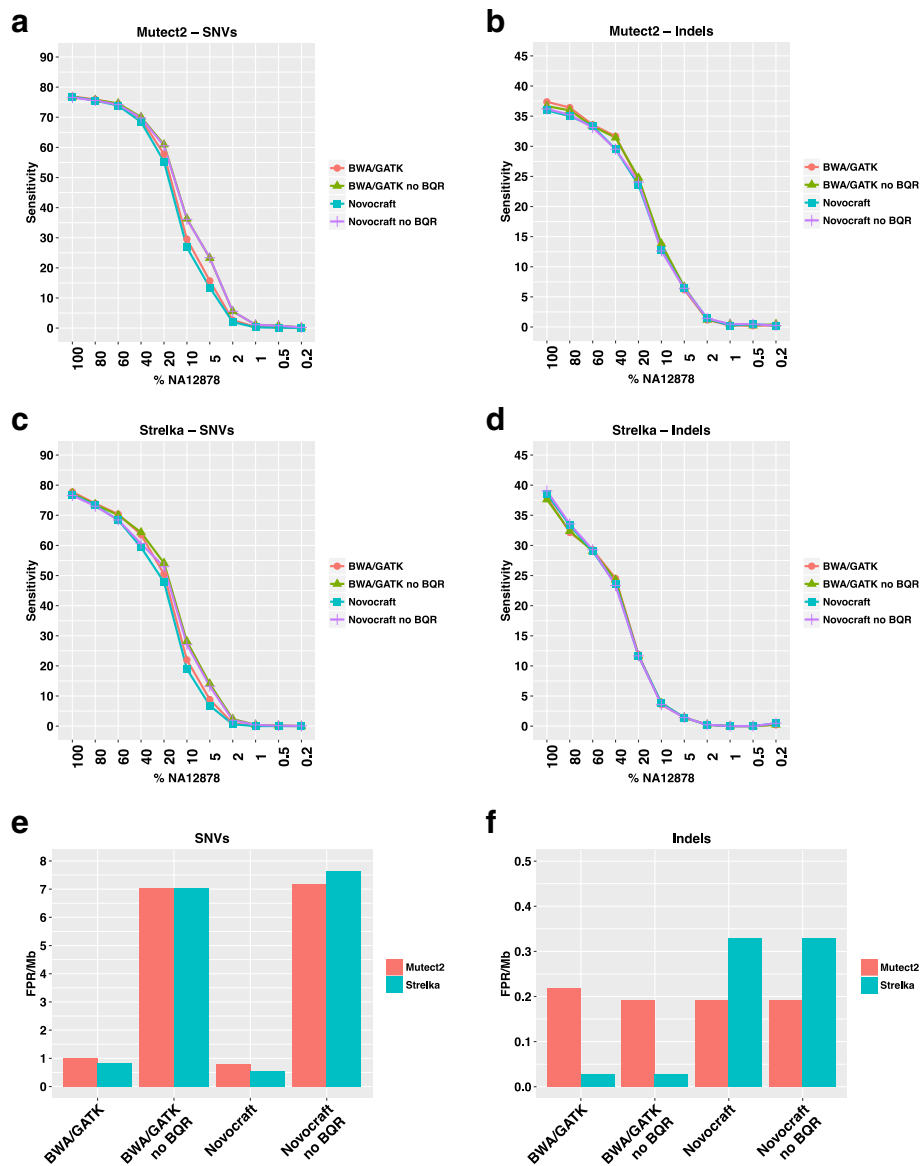 a
Mutect2 – SNVs
90
80
70
60
50
40
30
20
10
0
Sensitivity
100
80
60
40
20
10
5
2
1
0.5
0.2
% NA12878
BWA/GATK
BWA/GATK no BQR
Novocraft
Novocraft no BQR
b
Mutect2 – Indels
45
40
35
30
25
20
15
10
5
0
Sensitivity
100
80
60
40
20
10
5
2
1
0.5
0.2
% NA12878
BWA/GATK
BWA/GATK no BQR
Novocraft
Novocraft no BQR
c
Strelka – SNVs
90
80
70
60
50
40
30
20
10
0
Sensitivity
100
80
60
40
20
10
5
2
1
0.5
0.2
% NA12878
BWA/GATK
BWA/GATK no BQR
Novocraft
Novocraft no BQR
d
Strelka – Indels
45
40
35
30
25
20
15
10
5
0
Sensitivity
100
80
60
40
20
10
5
2
1
0.5
0.2
% NA12878
BWA/GATK
BWA/GATK no BQR
Novocraft
Novocraft no BQR
e
SNVs
8
7
6
5
4
3
2
1
0
FPR/Mb
BWA/GATK
BWA/GATK
no BQR
Novocraft
Novocraft
no BQR
Mutect2
Strelka
f
Indels
0.5
0.4
0.3
0.2
0.1
0.0
FPR/Mb
BWA/GATK
BWA/GATK
no BQR
Novocraft
Novocraft
no BQR
Mutect2
Strelka